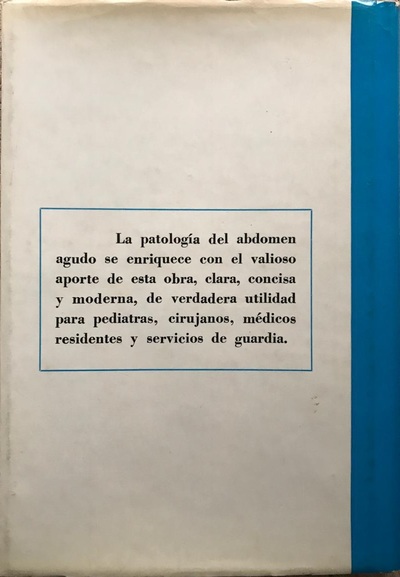 La patología del abdomen
agudo se enriquece con el valioso
aporte de esta obra, clara, concisa
y moderna, de verdadera utilidad
para pediatras, cirujanos, médicos
residentes y servicios de guardia.